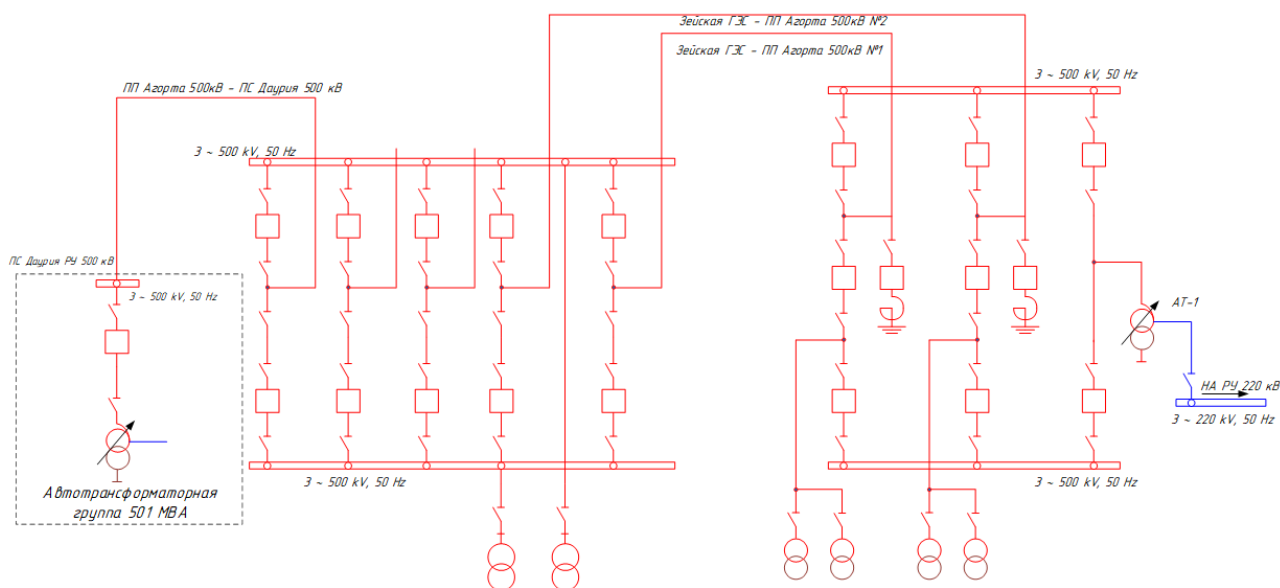 Зейская ГЭС - ПП Агорта 500кВ №2
Зейская ГЭС - ПП Агорта 500кВ №1
3 ~ 500 kV, 50 Hz
ПП Агорта 500кВ - ПС Даурия 500 кВ
3 ~ 500 kV, 50 Hz
ПС Даурия РУ 500 кВ
3 ~ 500 kV, 50 Hz
АТ-1
НА РУ 220 кВ
3 ~ 220 kV, 50 Hz
3 ~ 500 kV, 50 Hz
3 ~ 500 kV, 50 Hz
Автотрансформаторная
группа 501 МВА